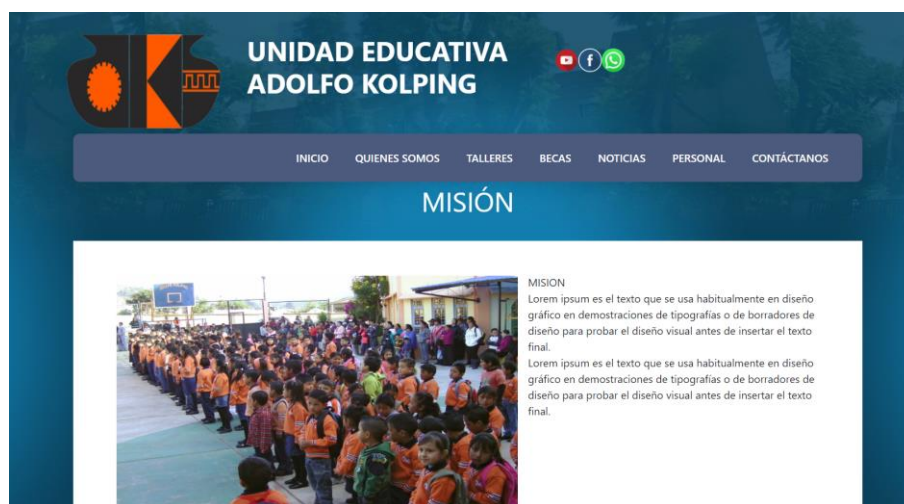 UNIDAD EDUCATIVA
ADOLFO KOLPING
INICIO QUIENES SOMOS TALLERES BECAS NOTICIAS PERSONAL CONTÁCTANOS
MISIÓN
MISION
Lorem ipsum es el texto que se usa habitualmente en diseño
gráfico en demostraciones de tipografías o de borradores de
diseño para probar el diseño visual antes de insertar el texto
final.
Lorem ipsum es el texto que se usa habitualmente en diseño
gráfico en demostraciones de tipografías o de borradores de
diseño para probar el diseño visual antes de insertar el texto
final.